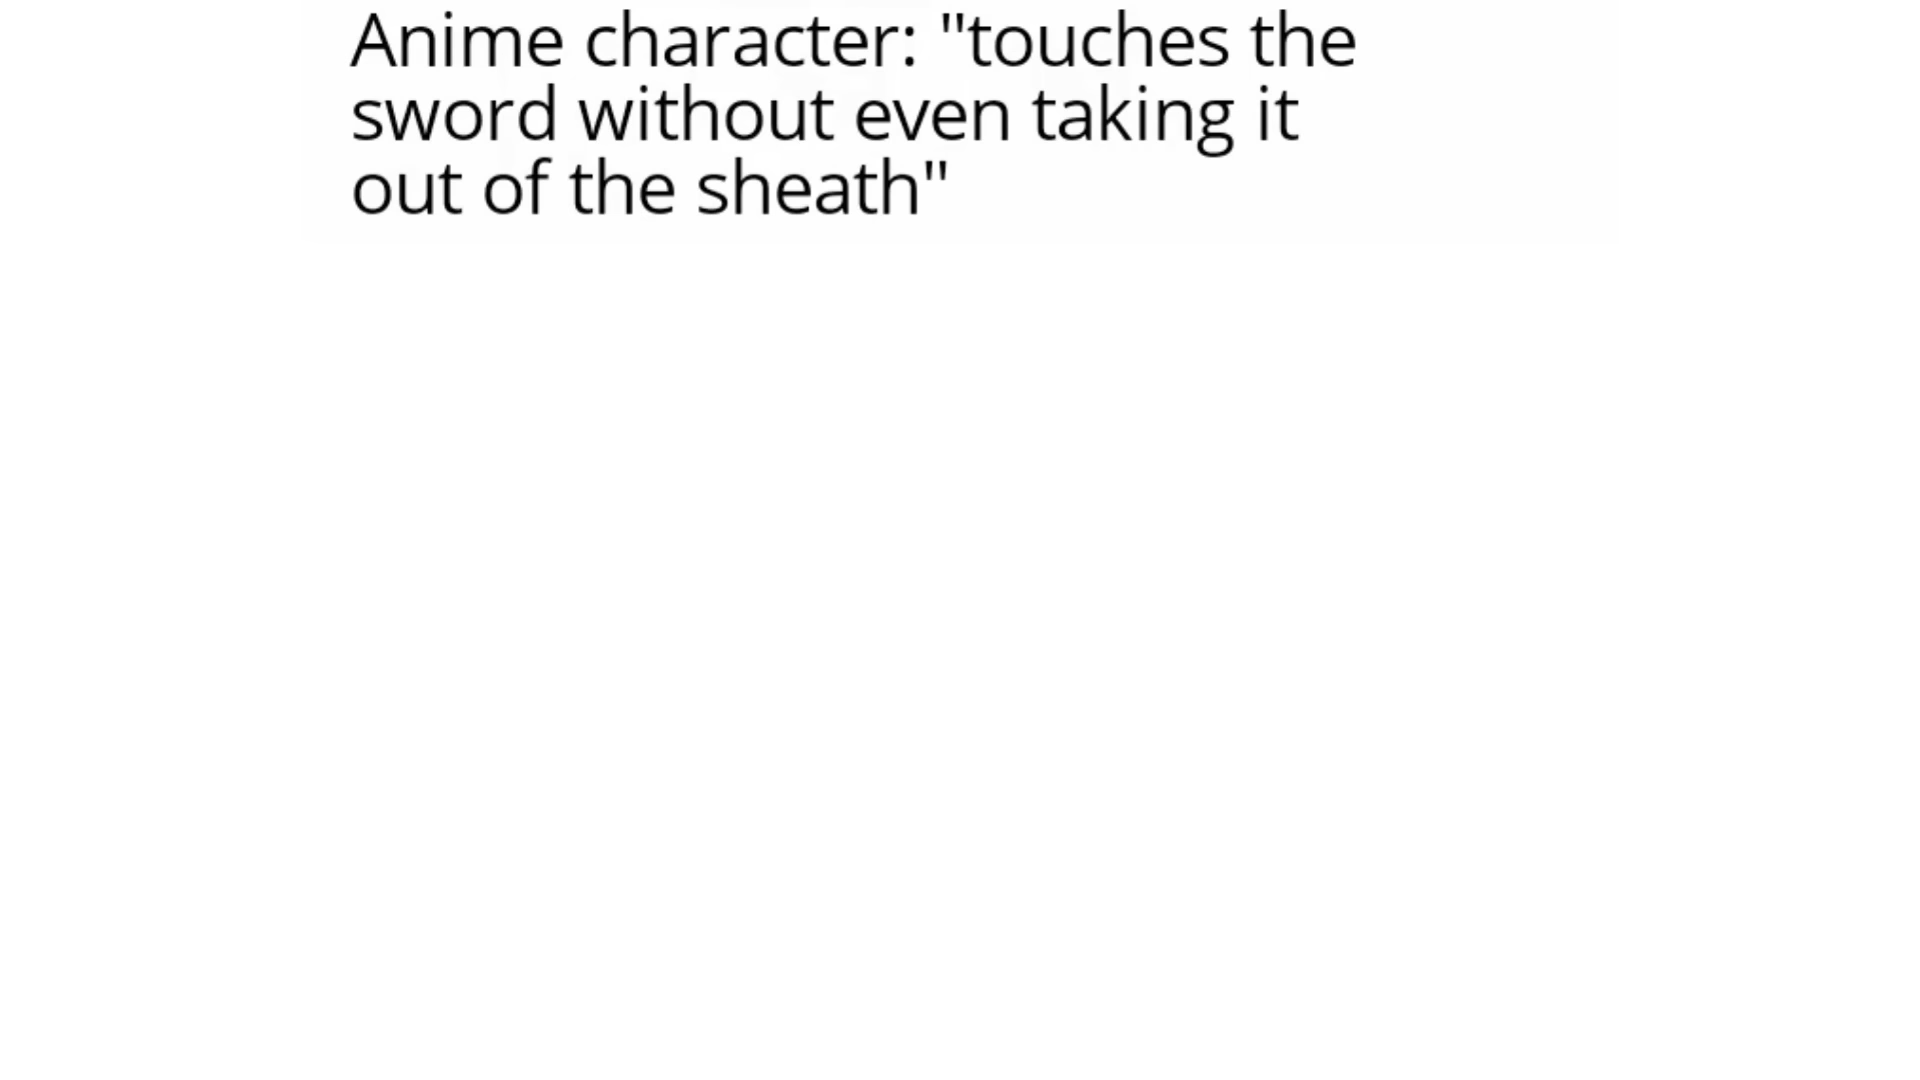 Anime character: "touches the
sword without even taking it
out of the sheath"